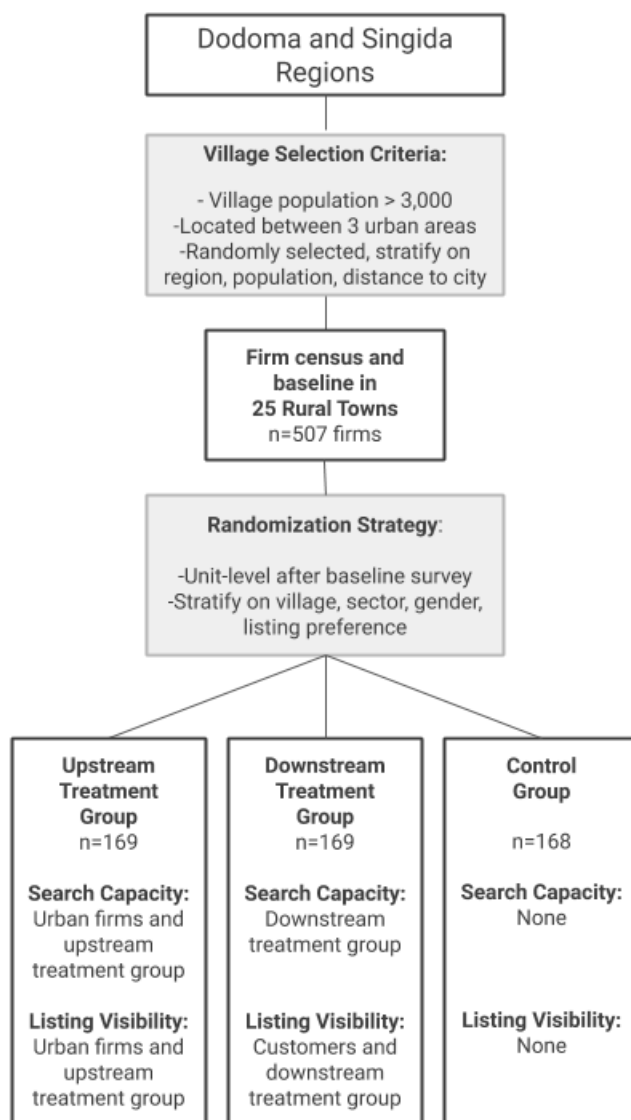 Dodoma and Singida
Regions
Village Selection Criteria:
- Village population > 3,000
-Located between 3 urban areas
-Randomly selected, stratify on
region, population, distance to city
Firm census and
baseline in
25 Rural Towns
n=507 firms
Randomization Strategy:
-Unit-level after baseline survey
-Stratify on village, sector, gender,
listing preference
Upstream
Treatment
Group
n=169
Search Capacity:
Urban firms and
upstream
treatment group
Listing Visibility:
Urban firms and
upstream
treatment group
Downstream
Treatment
Group
n=169
Search Capacity:
Downstream
treatment group
Listing Visibility:
Customers and
downstream
treatment group
Control
Group
n=168
Search Capacity:
None
Listing Visibility:
None